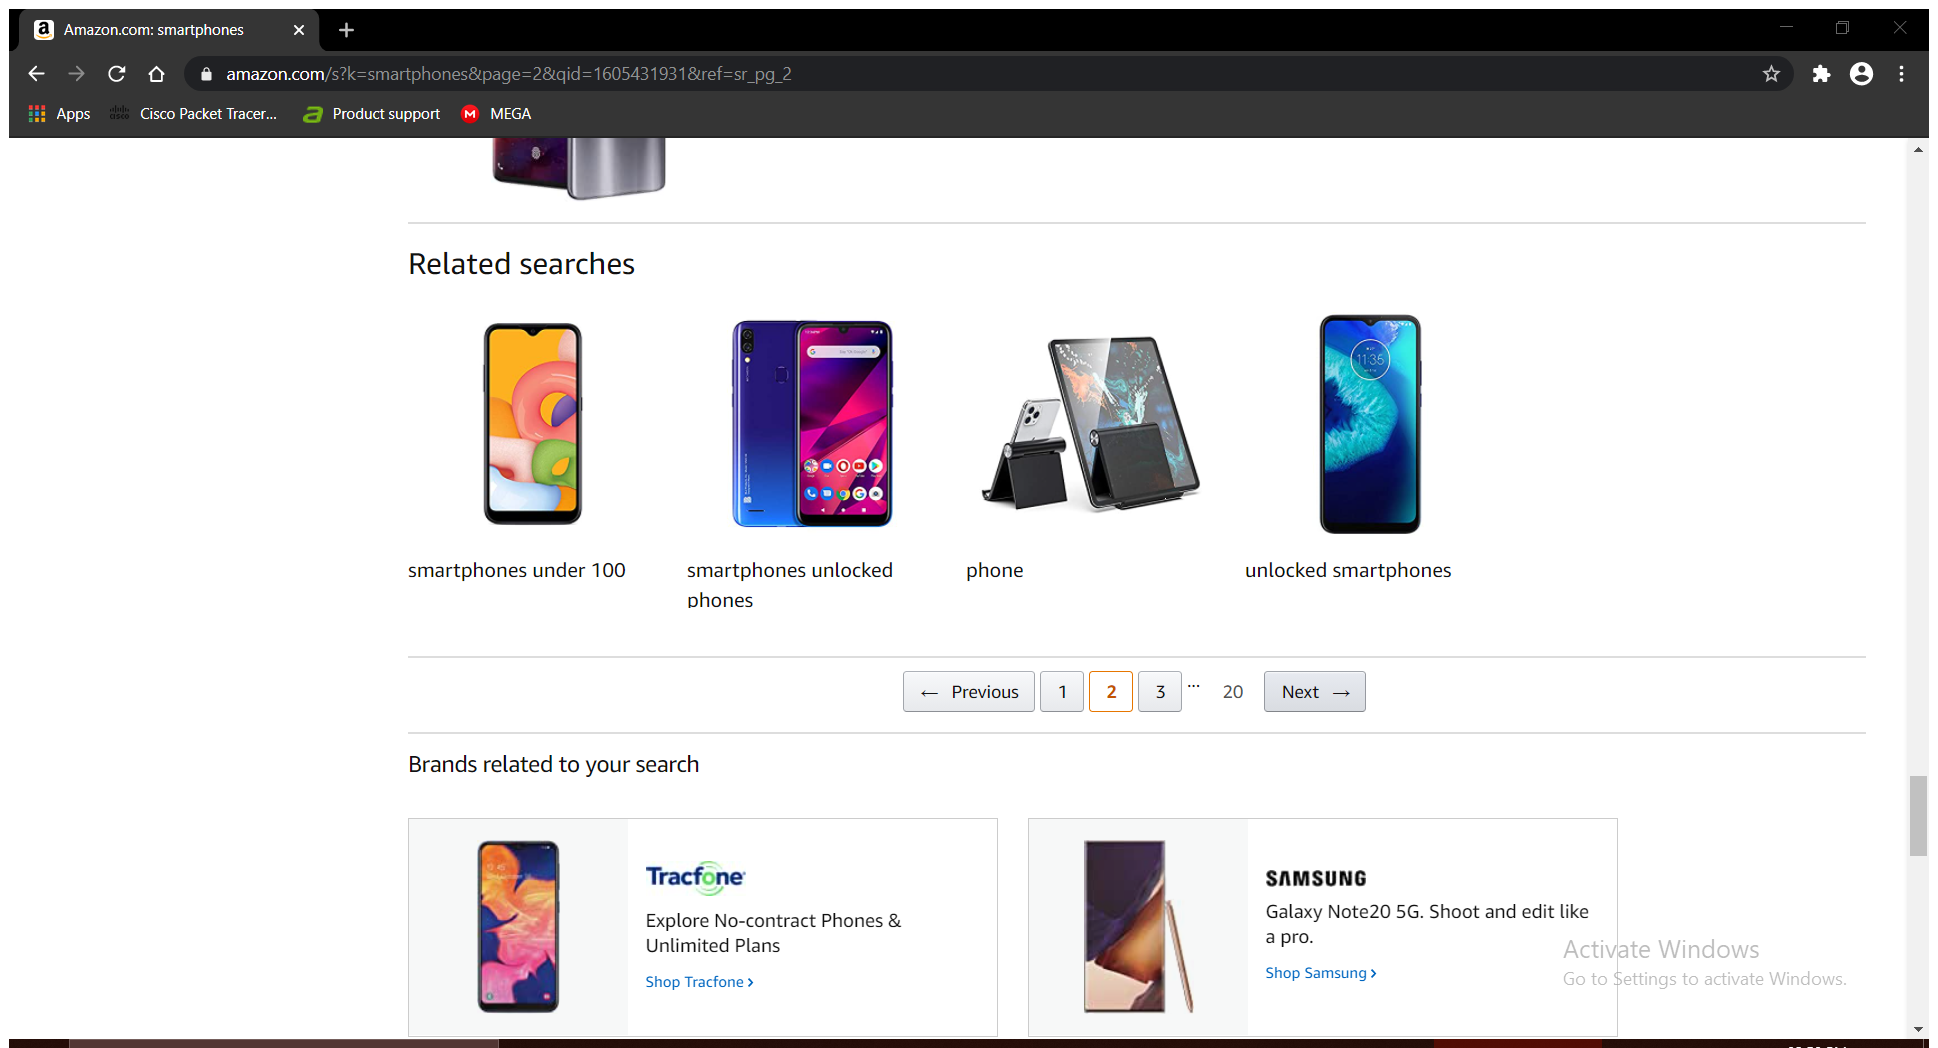 Amazon.com: smartphones
amazon.com/s?k=smartphones&page=2&qid=1605431931&ref=sr_pg_2
Apps
Cisco Packet Tracer...
Product support
MEGA
Related searches
11:35
smartphones under 100
smartphones unlocked
phones
phone
unlocked smartphones
← Previous
1
2
3
...
20
Next →
Brands related to your search
Tracfone
Explore No-contract Phones &
Unlimited Plans
Shop Tracfone ›
SAMSUNG
Galaxy Note20 5G. Shoot and edit like
a pro.
Shop Samsung ›
Activate Windows
Go to Settings to activate Windows.